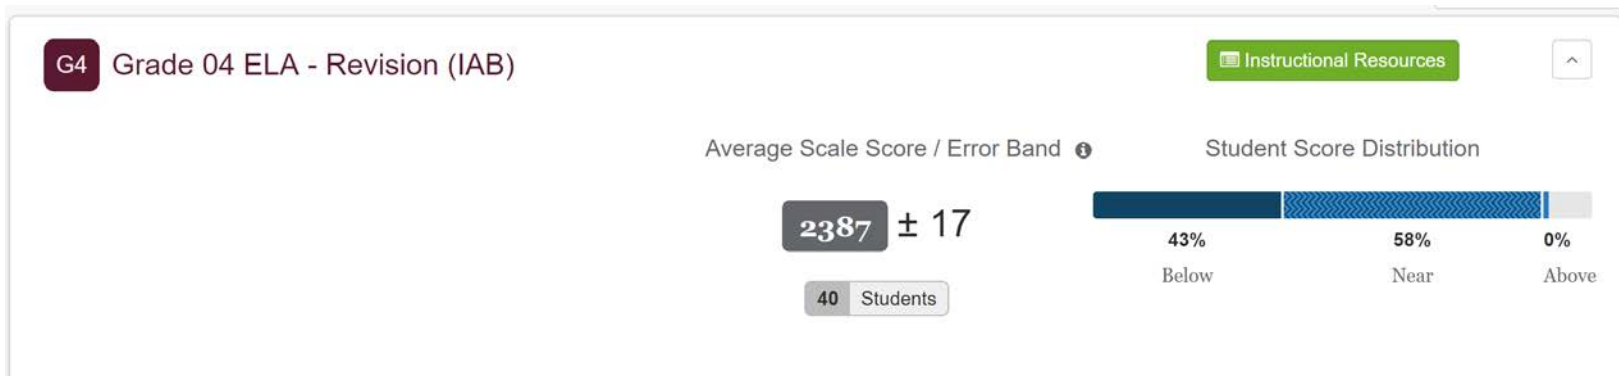 G4 Grade 04 ELA - Revision (IAB) Instructional Resources
Average Scale Score / Error Band Student Score Distribution
2387 ± 17
43% 58% 0%
Below Near Above
40 Students